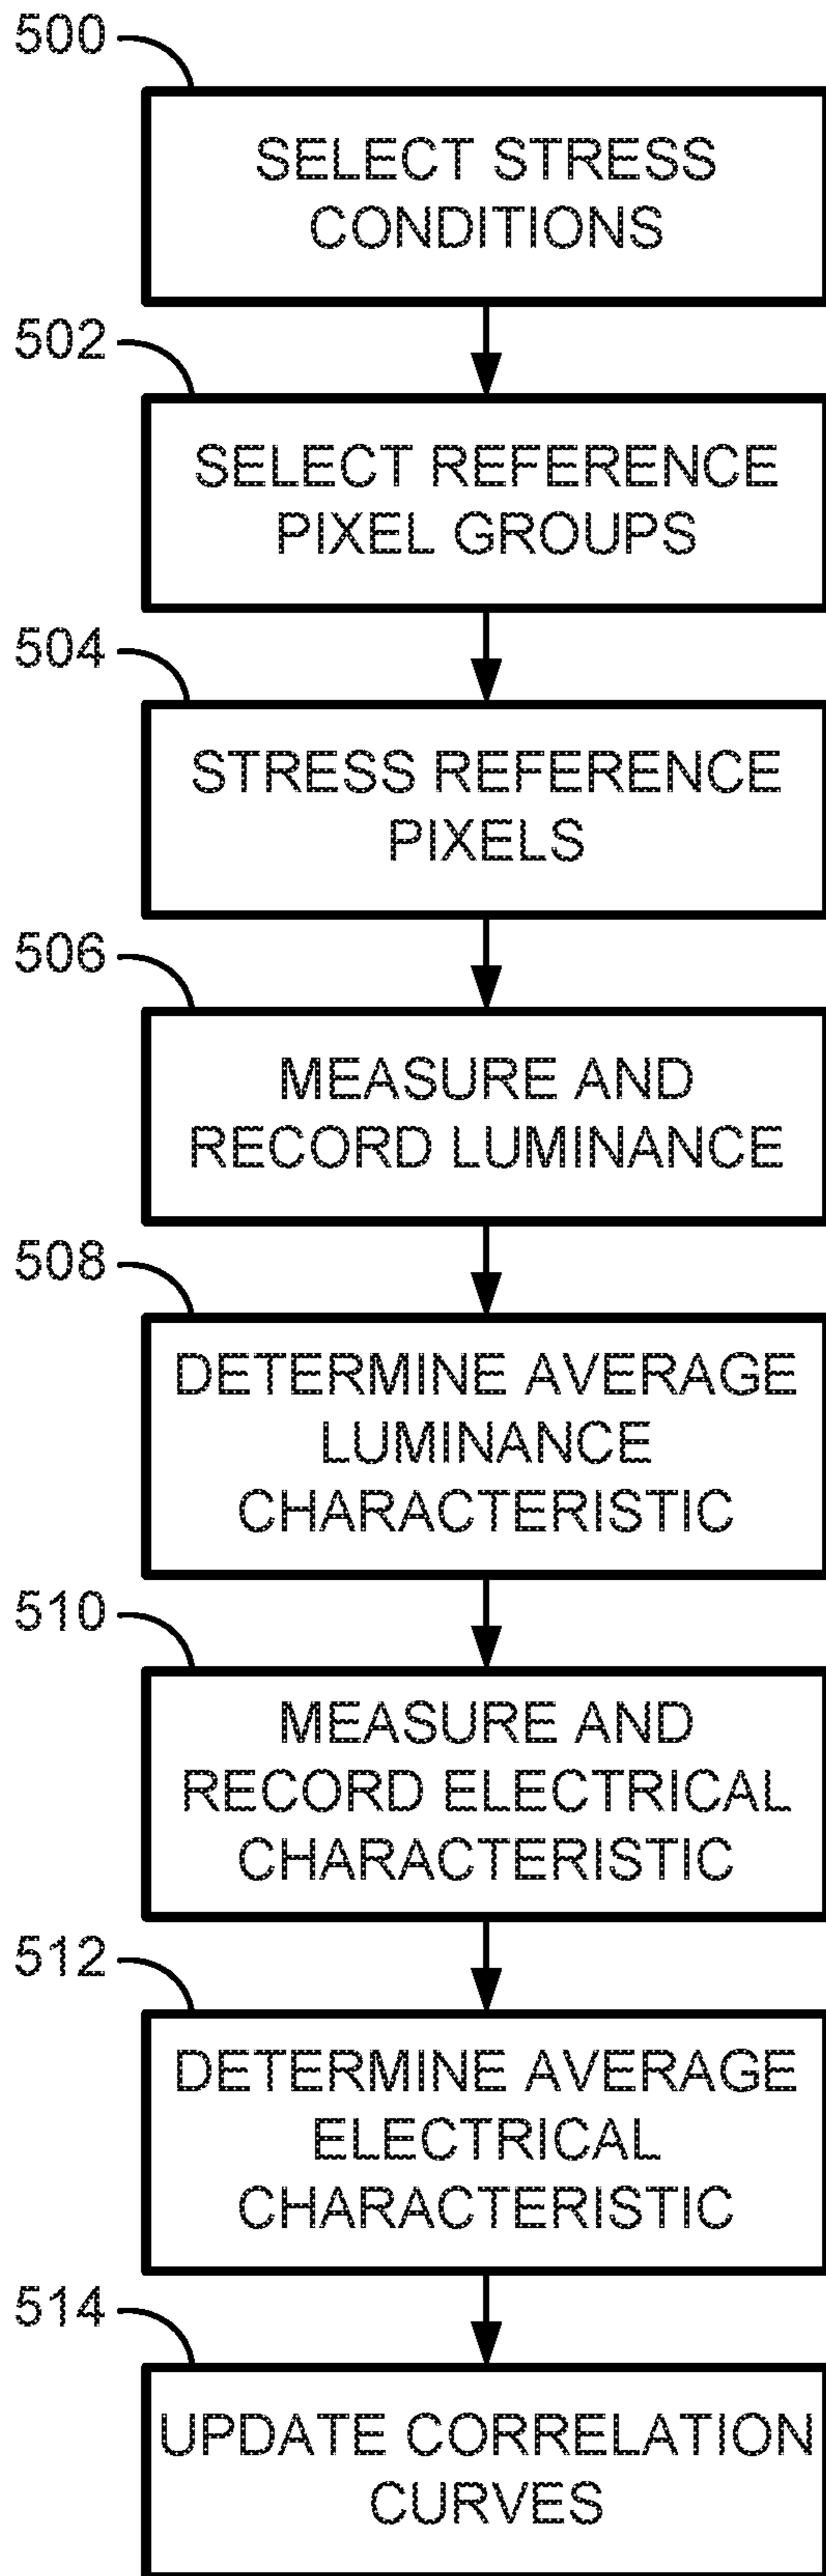 500
SELECT STRESS
CONDITIONS
502
SELECT REFERENCE
PIXEL GROUPS
504
STRESS REFERENCE
PIXELS
506
MEASURE AND
RECORD LUMINANCE
508
DETERMINE AVERAGE
LUMINANCE
CHARACTERISTIC
510
MEASURE AND
RECORD ELECTRICAL
CHARACTERISTIC
512
DETERMINE AVERAGE
ELECTRICAL
CHARACTERISTIC
514
UPDATE CORRELATION
CURVES